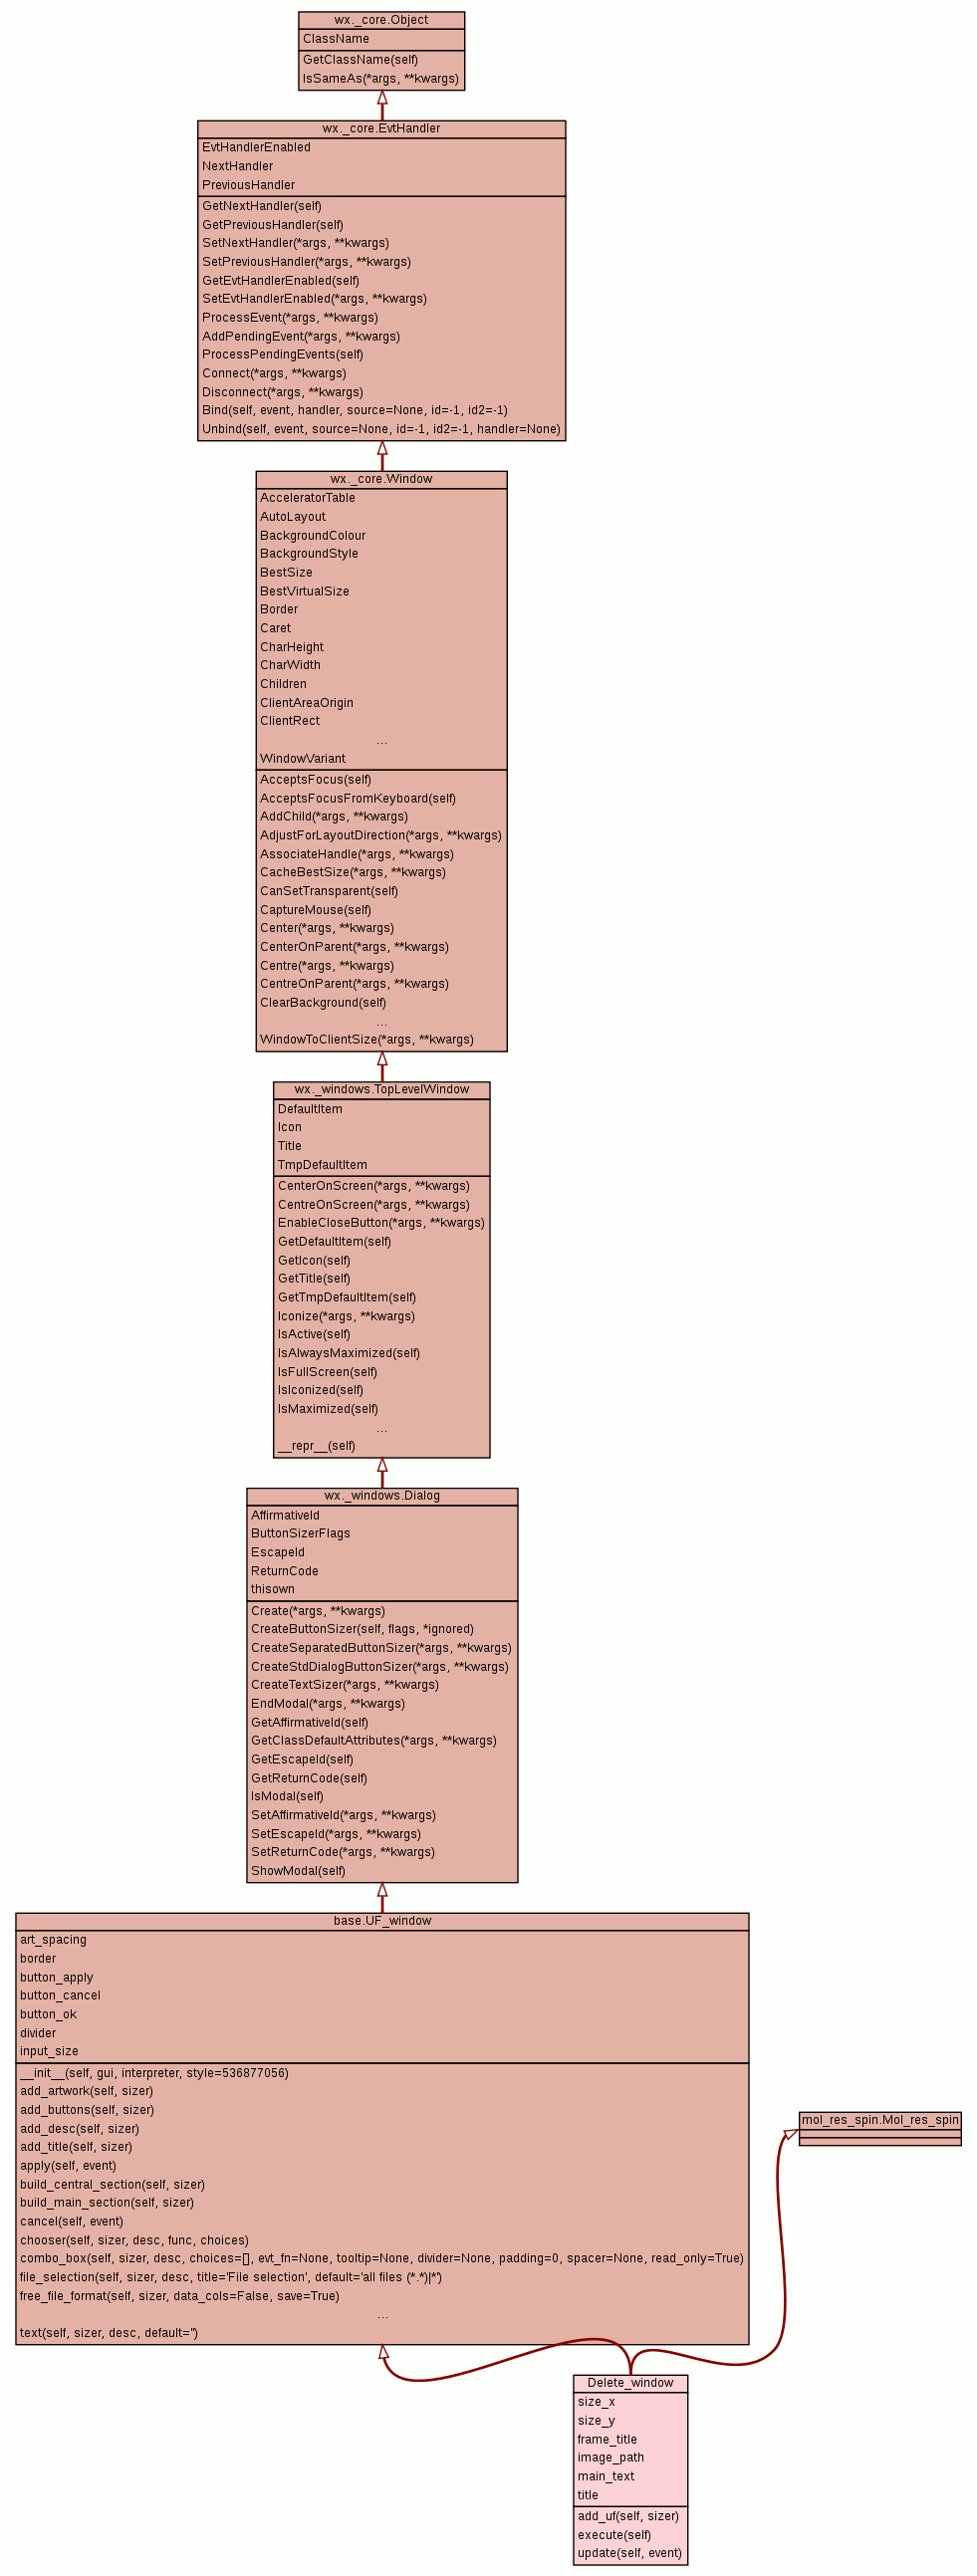 wx._core.Object
ClassName
GetClassName(self)
IsSameAs(*args, **kwargs)
wx._core.EvtHandler
EvtHandlerEnabled
NextHandler
PreviousHandler
GetNextHandler(self)
GetPreviousHandler(self)
SetNextHandler(*args, **kwargs)
SetPreviousHandler(*args, **kwargs)
GetEvtHandlerEnabled(self)
SetEvtHandlerEnabled(*args, **kwargs)
ProcessEvent(*args, **kwargs)
AddPendingEvent(*args, **kwargs)
ProcessPendingEvents(self)
Connect(*args, **kwargs)
Disconnect(*args, **kwargs)
Bind(self, event, handler, source=None, id=-1, id2=-1)
Unbind(self, event, source=None, id=-1, id2=-1, handler=None)
wx._core.Window
AcceleratorTable
AutoLayout
BackgroundColour
BackgroundStyle
BestSize
BestVirtualSize
Border
Caret
CharHeight
CharWidth
Children
ClientAreaOrigin
ClientRect
...
WindowVariant
AcceptsFocus(self)
AcceptsFocusFromKeyboard(self)
AddChild(*args, **kwargs)
AdjustForLayoutDirection(*args, **kwargs)
AssociateHandle(*args, **kwargs)
CacheBestSize(*args, **kwargs)
CanSetTransparent(self)
CaptureMouse(self)
Center(*args, **kwargs)
CenterOnParent(*args, **kwargs)
Centre(*args, **kwargs)
CentreOnParent(*args, **kwargs)
ClearBackground(self)
...
WindowToClientSize(*args, **kwargs)
wx._windows.TopLevelWindow
DefaultItem
Icon
Title
TmpDefaultItem
CenterOnScreen(*args, **kwargs)
CentreOnScreen(*args, **kwargs)
EnableCloseButton(*args, **kwargs)
GetDefaultItem(self)
GetIcon(self)
GetTitle(self)
GetTmpDefaultItem(self)
Iconize(*args, **kwargs)
IsActive(self)
IsAlwaysMaximized(self)
IsFullScreen(self)
IsIconized(self)
IsMaximized(self)
...
__repr__(self)
wx._windows.Dialog
AffirmativeId
ButtonSizerFlags
EscapeId
ReturnCode
thisown
Create(*args, **kwargs)
CreateButtonSizer(self, flags, *ignored)
CreateSeparatedButtonSizer(*args, **kwargs)
CreateStdDialogButtonSizer(*args, **kwargs)
CreateTextSizer(*args, **kwargs)
EndModal(*args, **kwargs)
GetAffirmativeId(self)
GetClassDefaultAttributes(*args, **kwargs)
GetEscapeId(self)
GetReturnCode(self)
IsModal(self)
SetAffirmativeId(*args, **kwargs)
SetEscapeId(*args, **kwargs)
SetReturnCode(*args, **kwargs)
ShowModal(self)
base.UF_window
art_spacing
border
button_apply
button_cancel
button_ok
divider
input_size
__init__(self, gui, interpreter, style=536877056)
add_artwork(self, sizer)
add_buttons(self, sizer)
add_desc(self, sizer)
add_title(self, sizer)
apply(self, event)
build_central_section(self, sizer)
build_main_section(self, sizer)
cancel(self, event)
chooser(self, sizer, desc, func, choices)
combo_box(self, sizer, desc, choices=[], evt_fn=None, tooltip=None, divider=None, padding=0, spacer=None, read_only=True)
file_selection(self, sizer, desc, title='File selection', default='all files (*.*)|*')
free_file_format(self, sizer, data_cols=False, save=True)
...
text(self, sizer, desc, default='')
mol_res_spin.Mol_res_spin
Delete_window
size_x
size_y
frame_title
image_path
main_text
title
add_uf(self, sizer)
execute(self)
update(self, event)